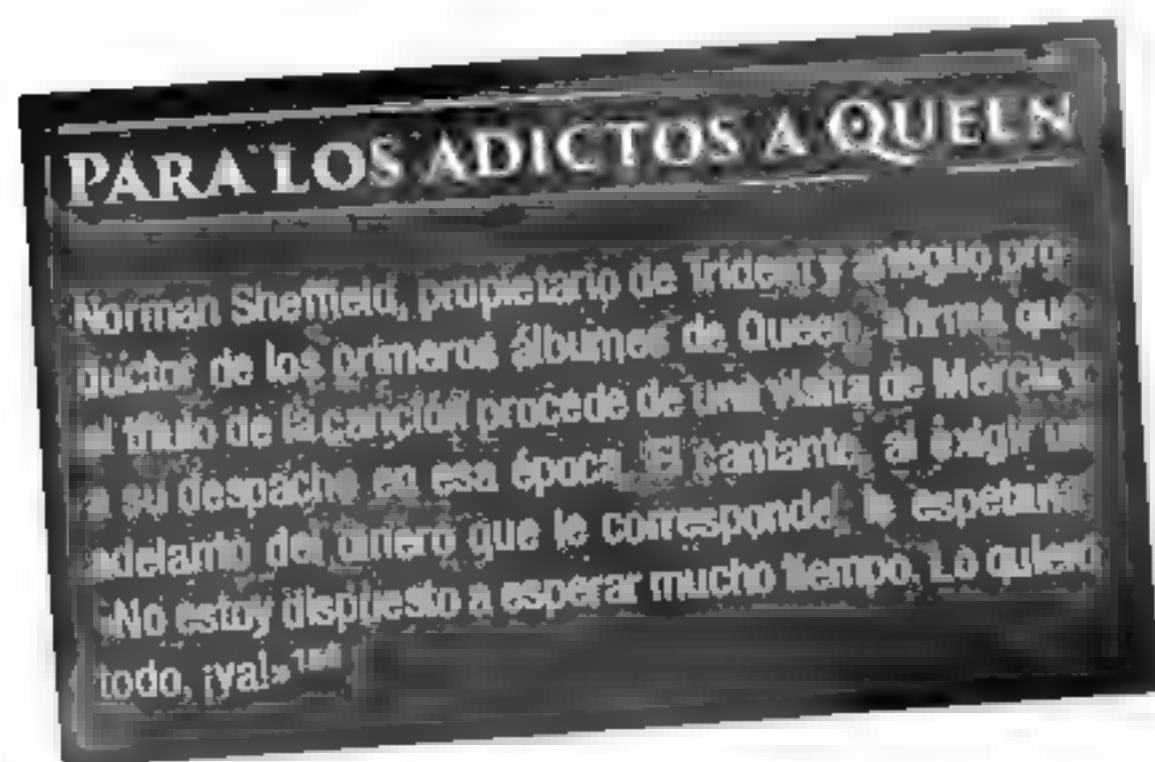 PARA LOS ADICTOS A QUEEN
Norman Sheffield, propietario de Trident y antiguo pro-
ductor de los primeros álbumes de Queen, afirma que
el título de la canción procede de una visita de Mercury
a su despacho en esa época. El cantante, al exigir un
adelanto del dinero que le corresponde, le espetaría:
«No estoy dispuesto a esperar mucho tiempo. Lo quiero
todo, ¡ya!»